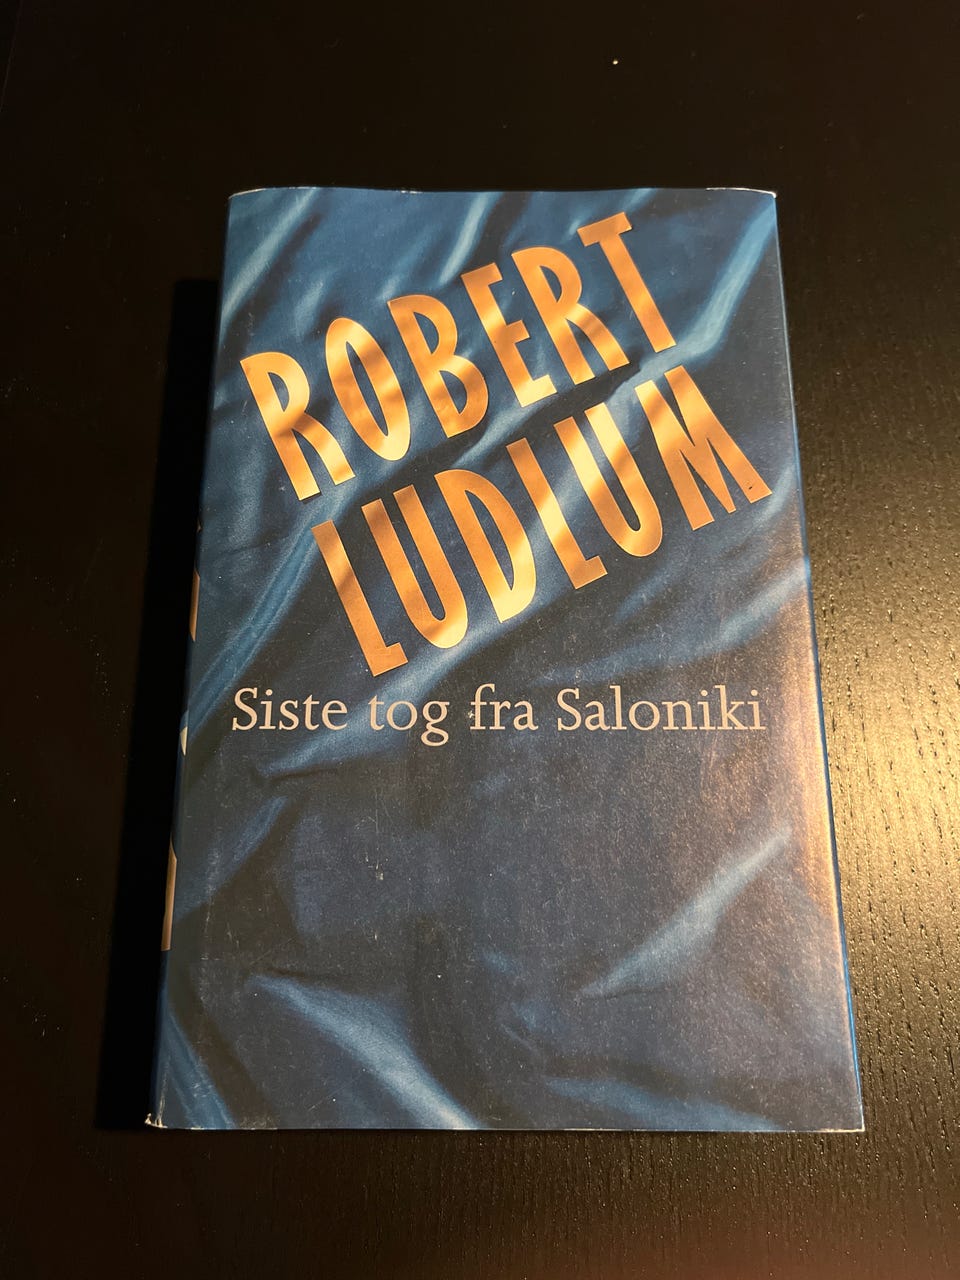 ROBERT
LUDLUM
Siste tog fra Saloniki